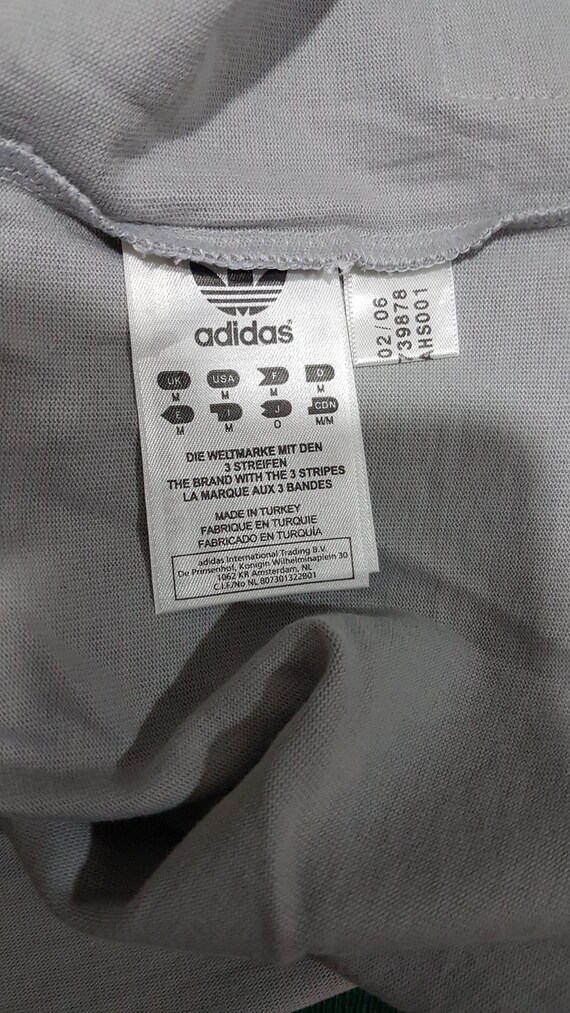 adidas
UK USA F D
M M M M
E I J CDN
M M O M/M
DIE WELTMARKE MIT DEN
3 STREIFEN
THE BRAND WITH THE 3 STRIPES
LA MARQUE AUX 3 BANDES
MADE IN TURKEY
FABRIQUE EN TURQUIE
FABRICADO EN TURQUÍA
adidas International Trading B.V.
De Prinsenhof, Konigin Wilhelminaplein 30
1062 KR Amsterdam, NL
C.I.F./No NL 807301322B01
02/06
739878
AHS001